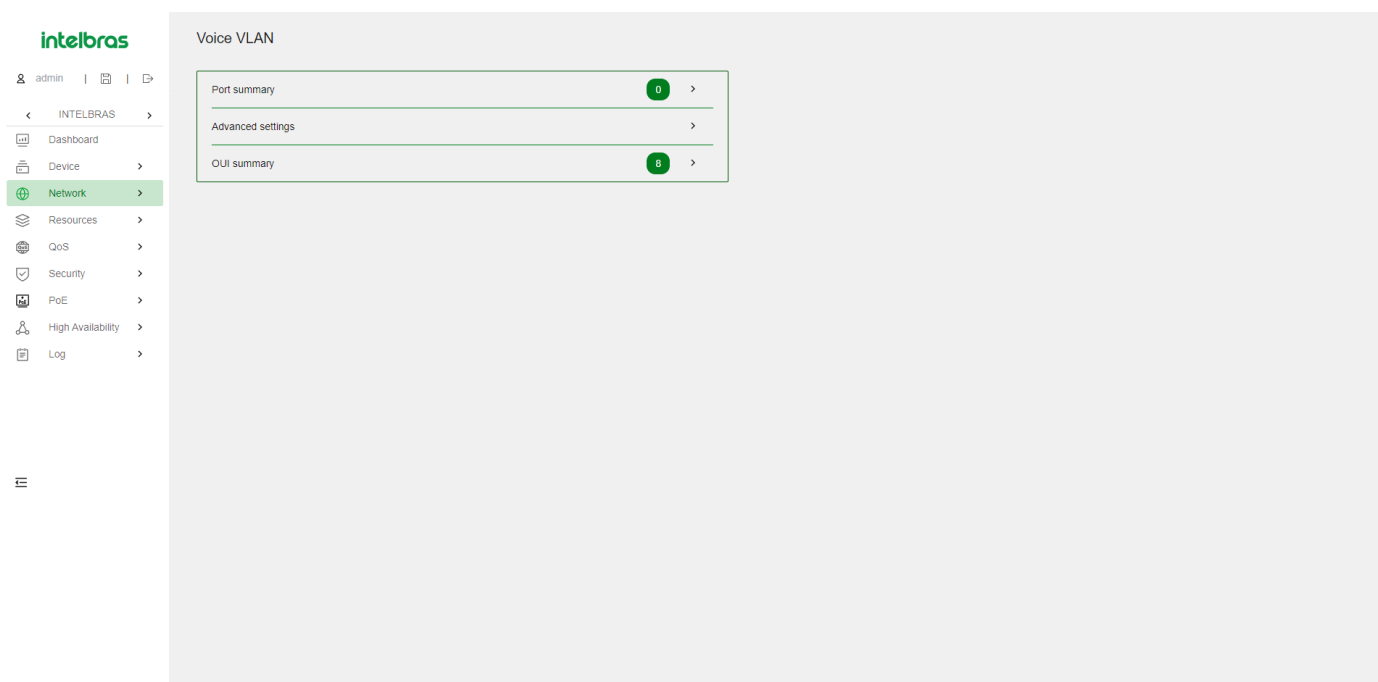 intelbras
admin | |
INTELBRAS
Dashboard
Device
Network
Resources
QoS
Security
PoE
High Availability
Log
Voice VLAN
Port summary 0
Advanced settings
OUI summary 8